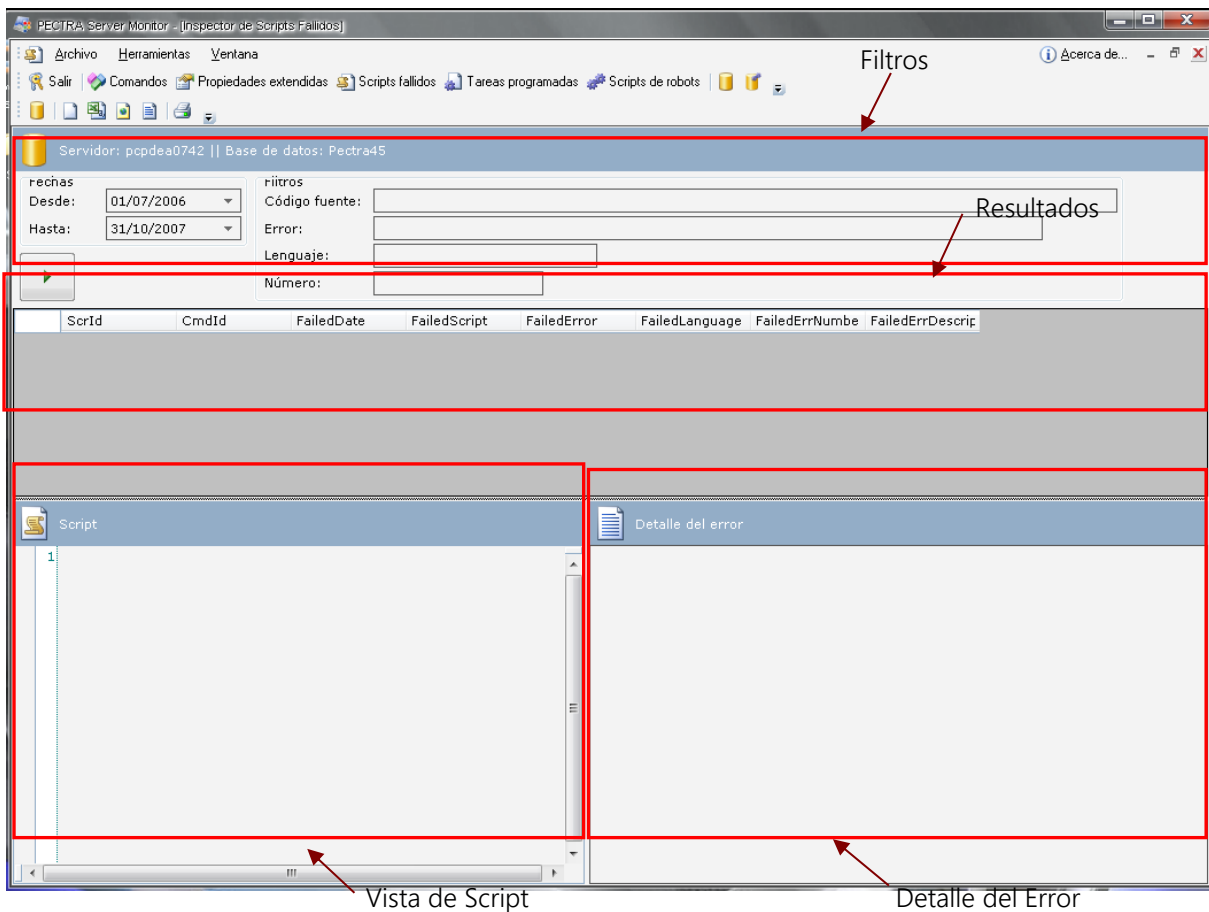 PECTRA Server Monitor - [Inspector de Scripts Fallidos]
Archivo Herramientas Ventana Acerca de...
Filtros
Salir Comandos Propiedades extendidas Scripts fallidos Tareas programadas Scripts de robots
Servidor: pcpdea0742 || Base de datos: Pectra45
Fechas Filtros
Desde: 01/07/2006 Código fuente:
Resultados
Hasta: 31/10/2007 Error:
Lenguaje:
Número:
ScrId CmdId FailedDate FailedScript FailedError FailedLanguage FailedErrNumbe FailedErrDescrip
Script Detalle del error
1
Vista de Script Detalle del Error